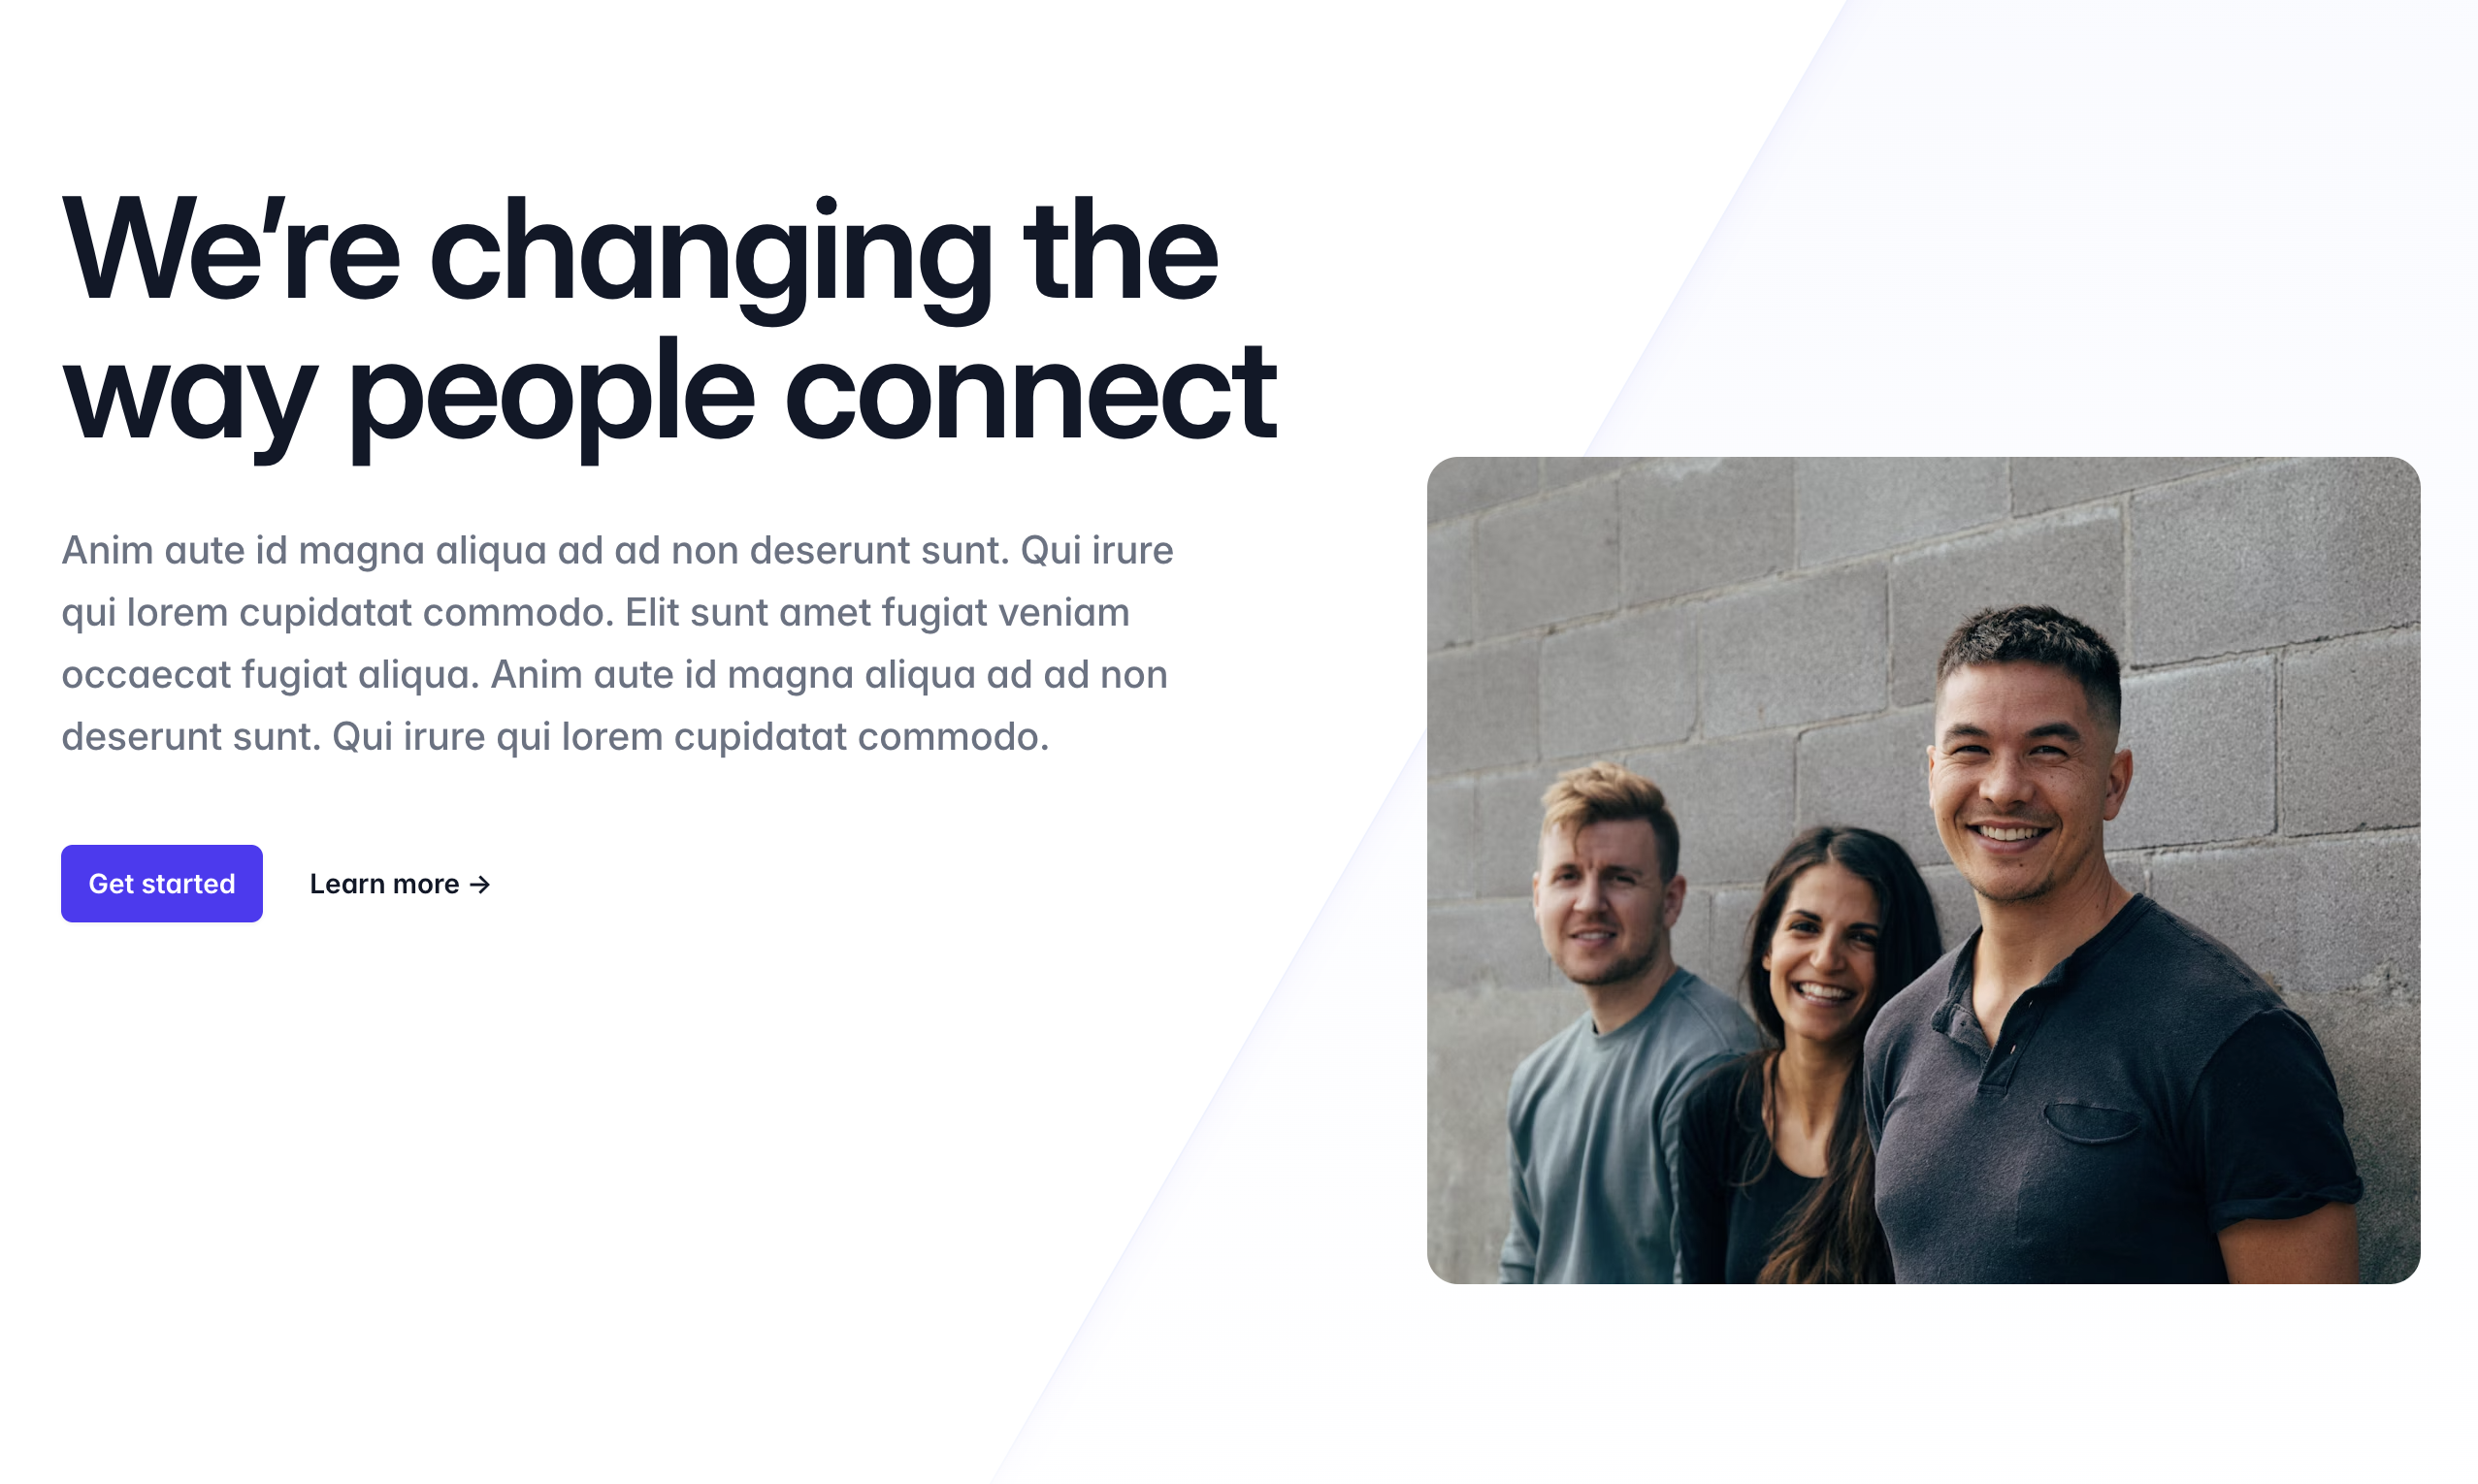 We’re changing the
way people connect
Anim aute id magna aliqua ad ad non deserunt sunt. Qui irure
qui lorem cupidatat commodo. Elit sunt amet fugiat veniam
occaecat fugiat aliqua. Anim aute id magna aliqua ad ad non
deserunt sunt. Qui irure qui lorem cupidatat commodo.
Get started
Learn more →